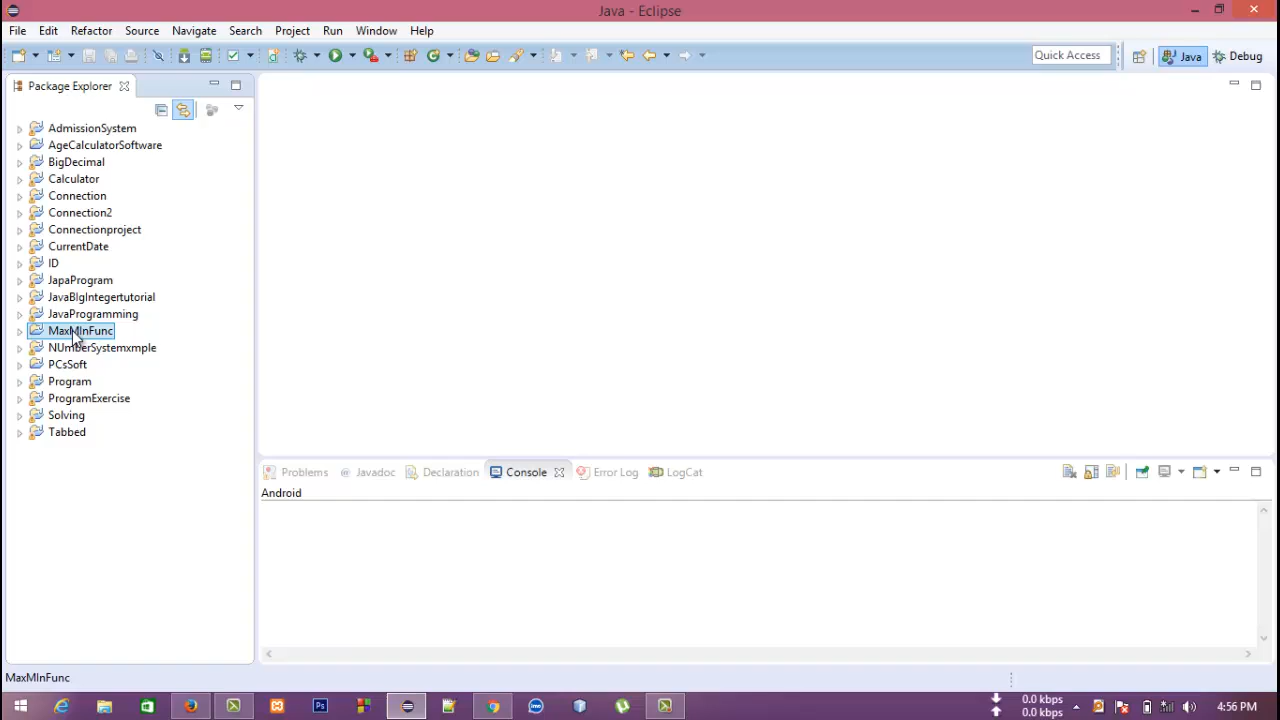 Java - Eclipse
File Edit Refactor Source Navigate Search Project Run Window Help
Quick Access Java Debug
Package Explorer
AdmissionSystem
AgeCalculatorSoftware
BigDecimal
Calculator
Connection
Connection2
Connectionproject
CurrentDate
ID
JapaProgram
JavaBIgIntegertutorial
JavaProgramming
MaxMInFunc
NUmberSystemxmple
PCsSoft
Program
ProgramExercise
Solving
Tabbed
Problems @ Javadoc Declaration Console Error Log LogCat
Android
MaxMInFunc
0.0 kbps
0.0 kbps
4:56 PM
Ps
imo